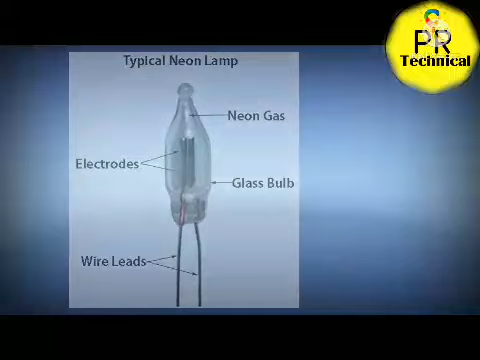 PR
Technical
Typical Neon Lamp
Neon Gas
Electrodes
Glass Bulb
Wire Leads